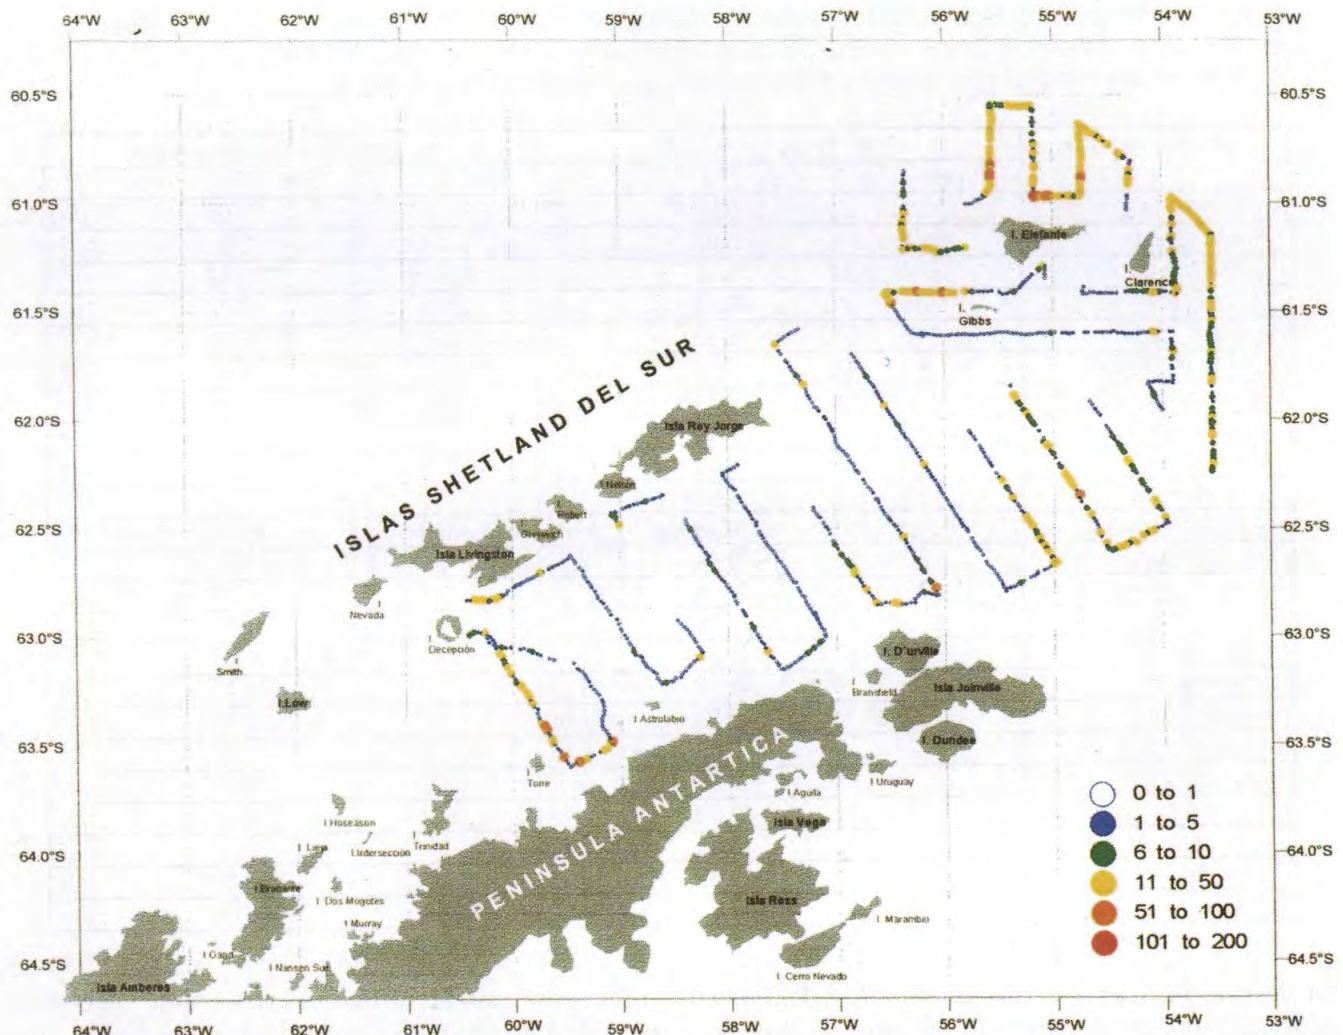 64°W 63°W 62°W 61°W 60°W 59°W 58°W 57°W 56°W 55°W 54°W 53°W
60.5°S 60.5°S
61.0°S 61.0°S
I. Elefante
I.
Clarence
61.5°S 61.5°S
I.
Gibbs
ISLAS SHETLAND DEL SUR
62.0°S 62.0°S
Isla Rey Jorge
I.Nelson
I.
Robert
62.5°S 62.5°S
Greenwich
Isla Livingston
I
Nevada
63.0°S 63.0°S
I.
Decepción
I
Smith
I. D'urville
I
Bransfield
Isla Joinville
I.Low
I Astrolabio
63.5°S 63.5°S
I. Dundee
I
Torre
PENINSULA ANTARTICA
I Uruguay
I Aguila
I Hoseason
Isla Vega
I
Trinidad
I.Intersección
I. Lieja
64.0°S 64.0°S
I Brabante
I. Dos Mogotes
Isla Ross
I Murray
I. Marambio
I Gand
64.5°S 64.5°S
I Nansen Sur
I. Cerro Nevado
Isla Amberes
0 to 1
1 to 5
6 to 10
11 to 50
51 to 100
101 to 200
64°W 63°W 62°W 61°W 60°W 59°W 58°W 57°W 56°W 55°W 54°W 53°W